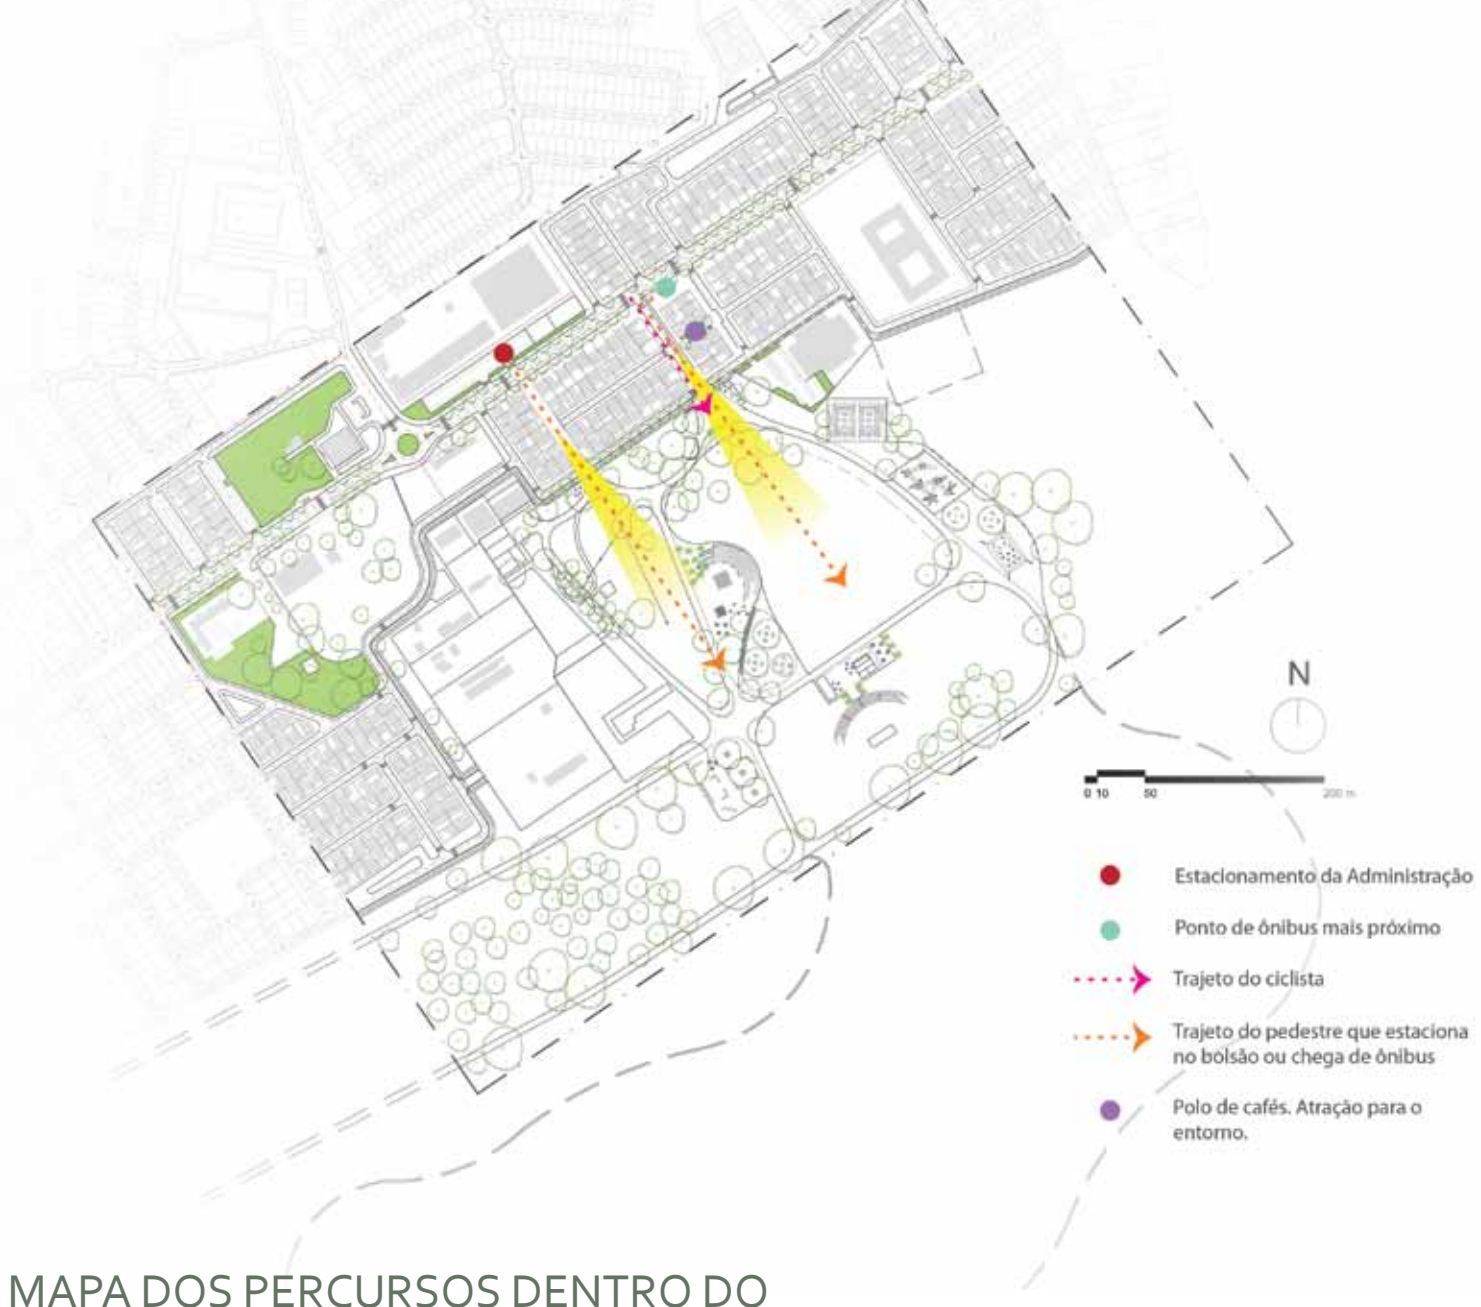 N
0 10 50 200 m
Estacionamento da Administração
Ponto de ônibus mais próximo
Trajeto do ciclista
Trajeto do pedestre que estaciona
no bolsão ou chega de ônibus
Polo de cafés. Atração para o
entorno.
MAPA DOS PERCURSOS DENTRO DO